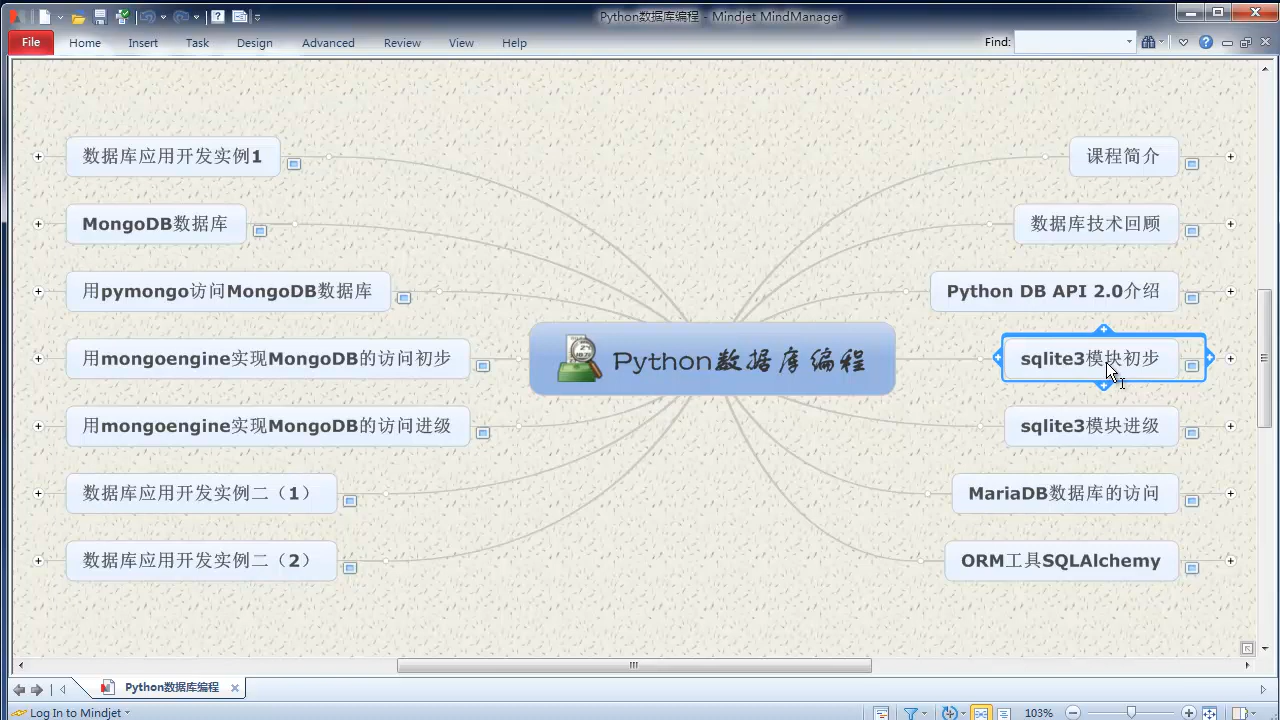 Python数据库编程 - Mindjet MindManager
File Home Insert Task Design Advanced Review View Help Find:
数据库应用开发实例1
MongoDB数据库
用pymongo访问MongoDB数据库
用mongoengine实现MongoDB的访问初步
用mongoengine实现MongoDB的访问进级
数据库应用开发实例二（1）
数据库应用开发实例二（2）
Python数据库编程
课程简介
数据库技术回顾
Python DB API 2.0介绍
sqlite3模块初步
sqlite3模块进级
MariaDB数据库的访问
ORM工具SQLAlchemy
Python数据库编程
Log In to Mindjet 103%